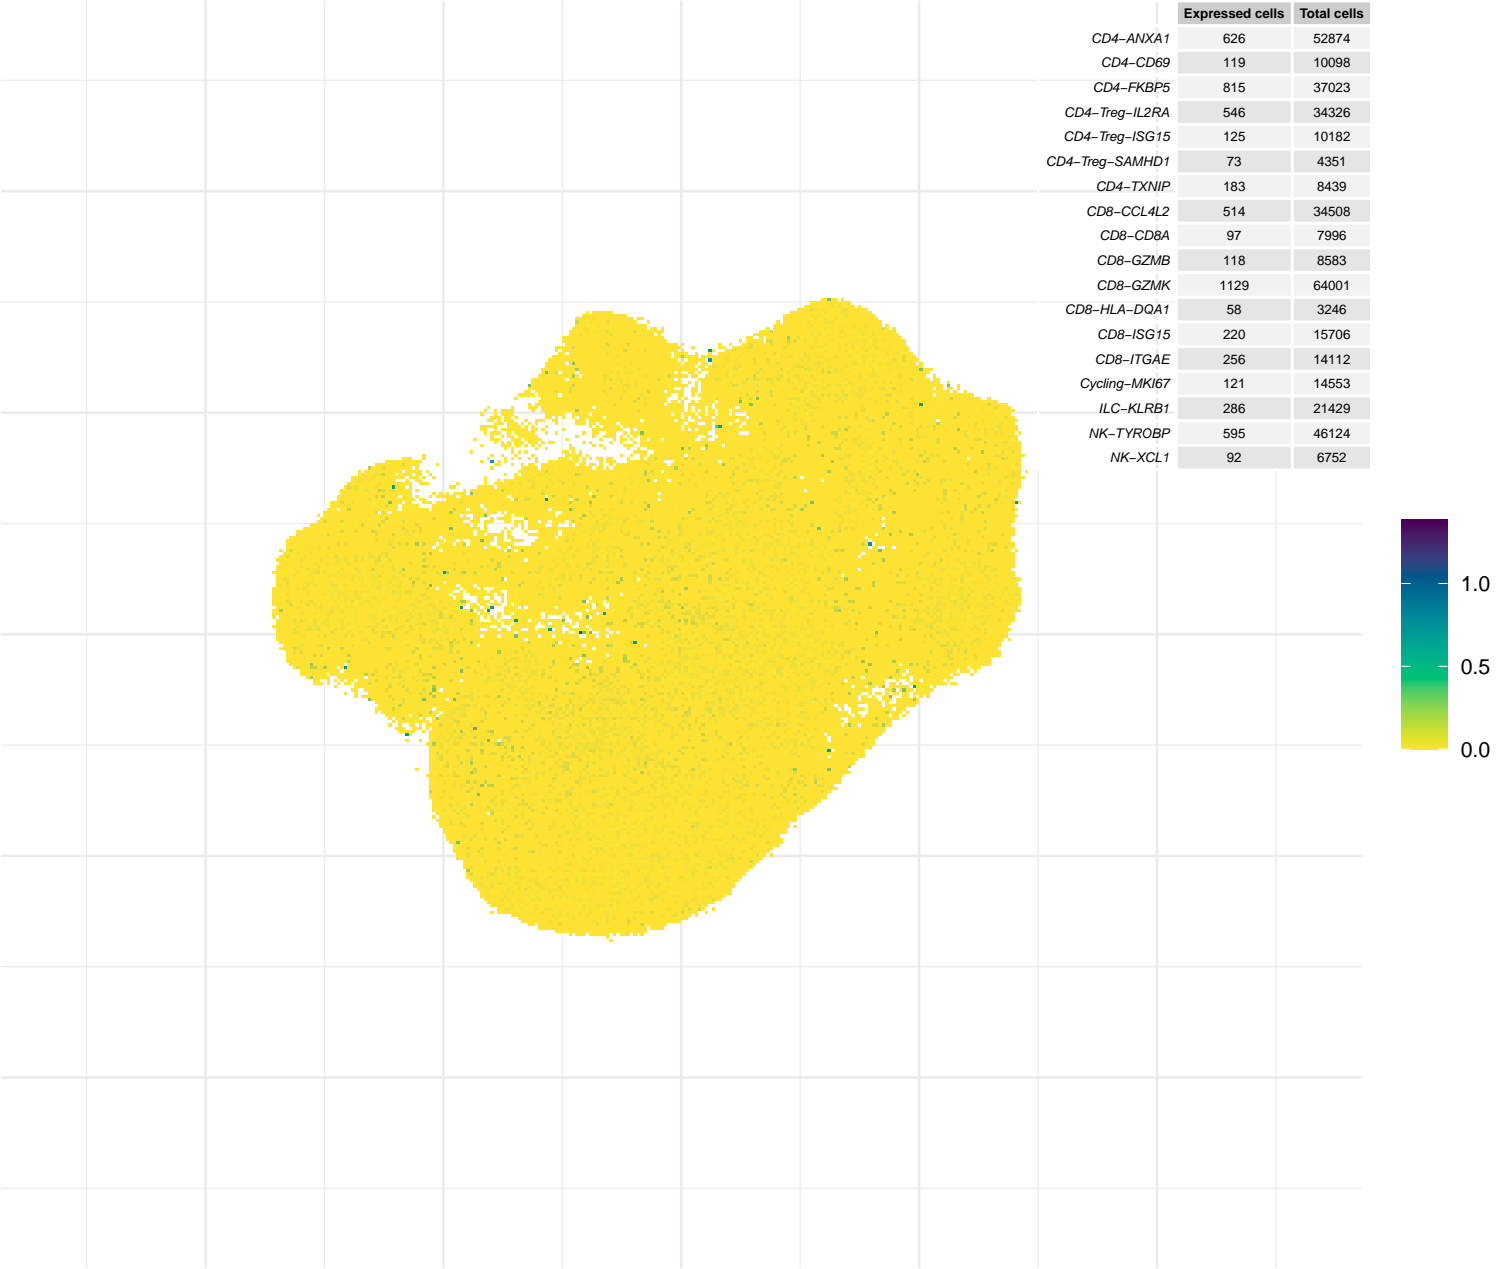 Expressed cells Total cells
CD4−ANXA1 626 52874
CD4−CD69 119 10098
CD4−FKBP5 815 37023
CD4−Treg−IL2RA 546 34326
CD4−Treg−ISG15 125 10182
CD4−Treg−SAMHD1 73 4351
CD4−TXNIP 183 8439
CD8−CCL4L2 514 34508
CD8−CD8A 97 7996
CD8−GZMB 118 8583
CD8−GZMK 1129 64001
CD8−HLA−DQA1 58 3246
CD8−ISG15 220 15706
CD8−ITGAE 256 14112
Cycling−MKI67 121 14553
ILC−KLRB1 286 21429
NK−TYROBP 595 46124
NK−XCL1 92 6752
1.0
0.5
0.0